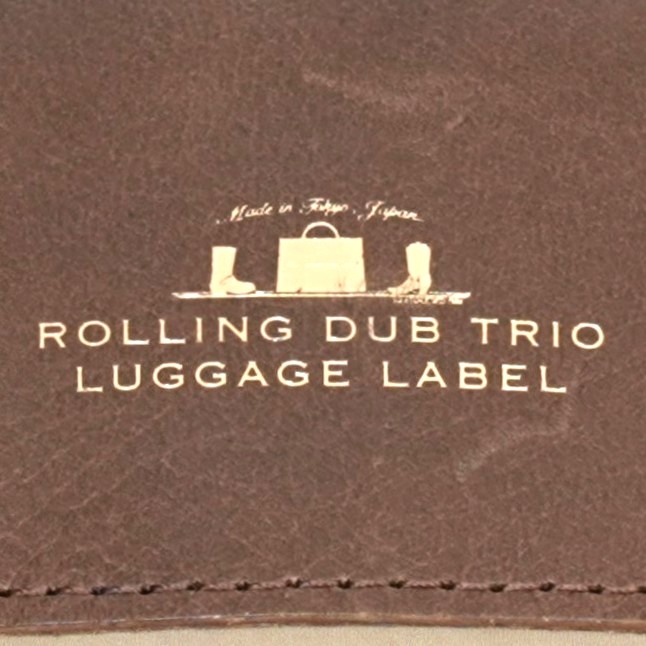 Made in Tokyo, Japan
ROLLING DUB TRIO
LUGGAGE LABEL